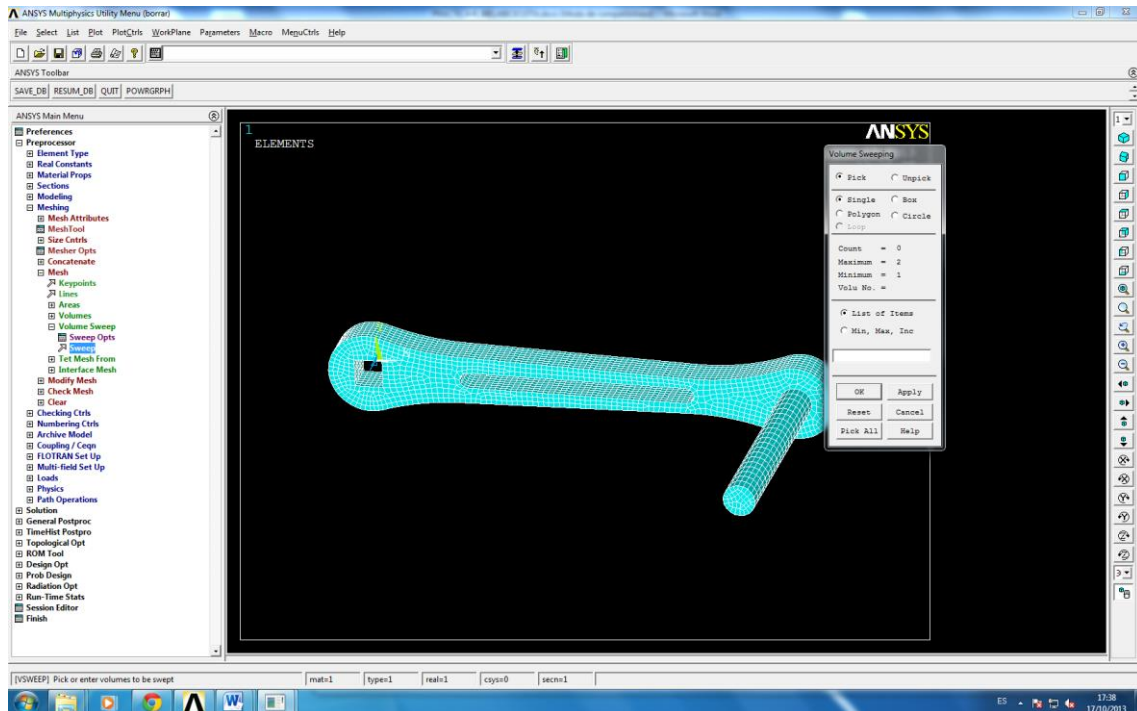 ANSYS Multiphysics Utility Menu (borrar)
File Select List Plot PlotCtrls WorkPlane Parameters Macro MenuCtrls Help
ANSYS Toolbar
SAVE_DB RESUM_DB QUIT POWRGRPH
ANSYS Main Menu
Preferences
Preprocessor
Element Type
Real Constants
Material Props
Sections
Modeling
Meshing
Mesh Attributes
MeshTool
Size Cntrls
Mesher Opts
Concatenate
Mesh
Keypoints
Lines
Areas
Volumes
Volume Sweep
Sweep Opts
Sweep
Tet Mesh From
Interface Mesh
Modify Mesh
Check Mesh
Clear
Checking Ctrls
Numbering Ctrls
Archive Model
Coupling / Ceqn
FLOTRAN Set Up
Multi-field Set Up
Loads
Physics
Path Operations
Solution
General Postproc
TimeHist Postpro
Topological Opt
ROM Tool
Design Opt
Prob Design
Radiation Opt
Run-Time Stats
Session Editor
Finish
1
ELEMENTS
ANSYS
Volume Sweeping
Pick Unpick
Single Box
Polygon Circle
Loop
Count = 0
Maximum = 2
Minimum = 1
Volu No. =
List of Items
Min, Max, Inc
OK Apply
Reset Cancel
Pick All Help
1
3
[VSWEEP] Pick or enter volumes to be swept
mat=1 type=1 real=1 csys=0 secn=1
ES 17:38
17/10/2013